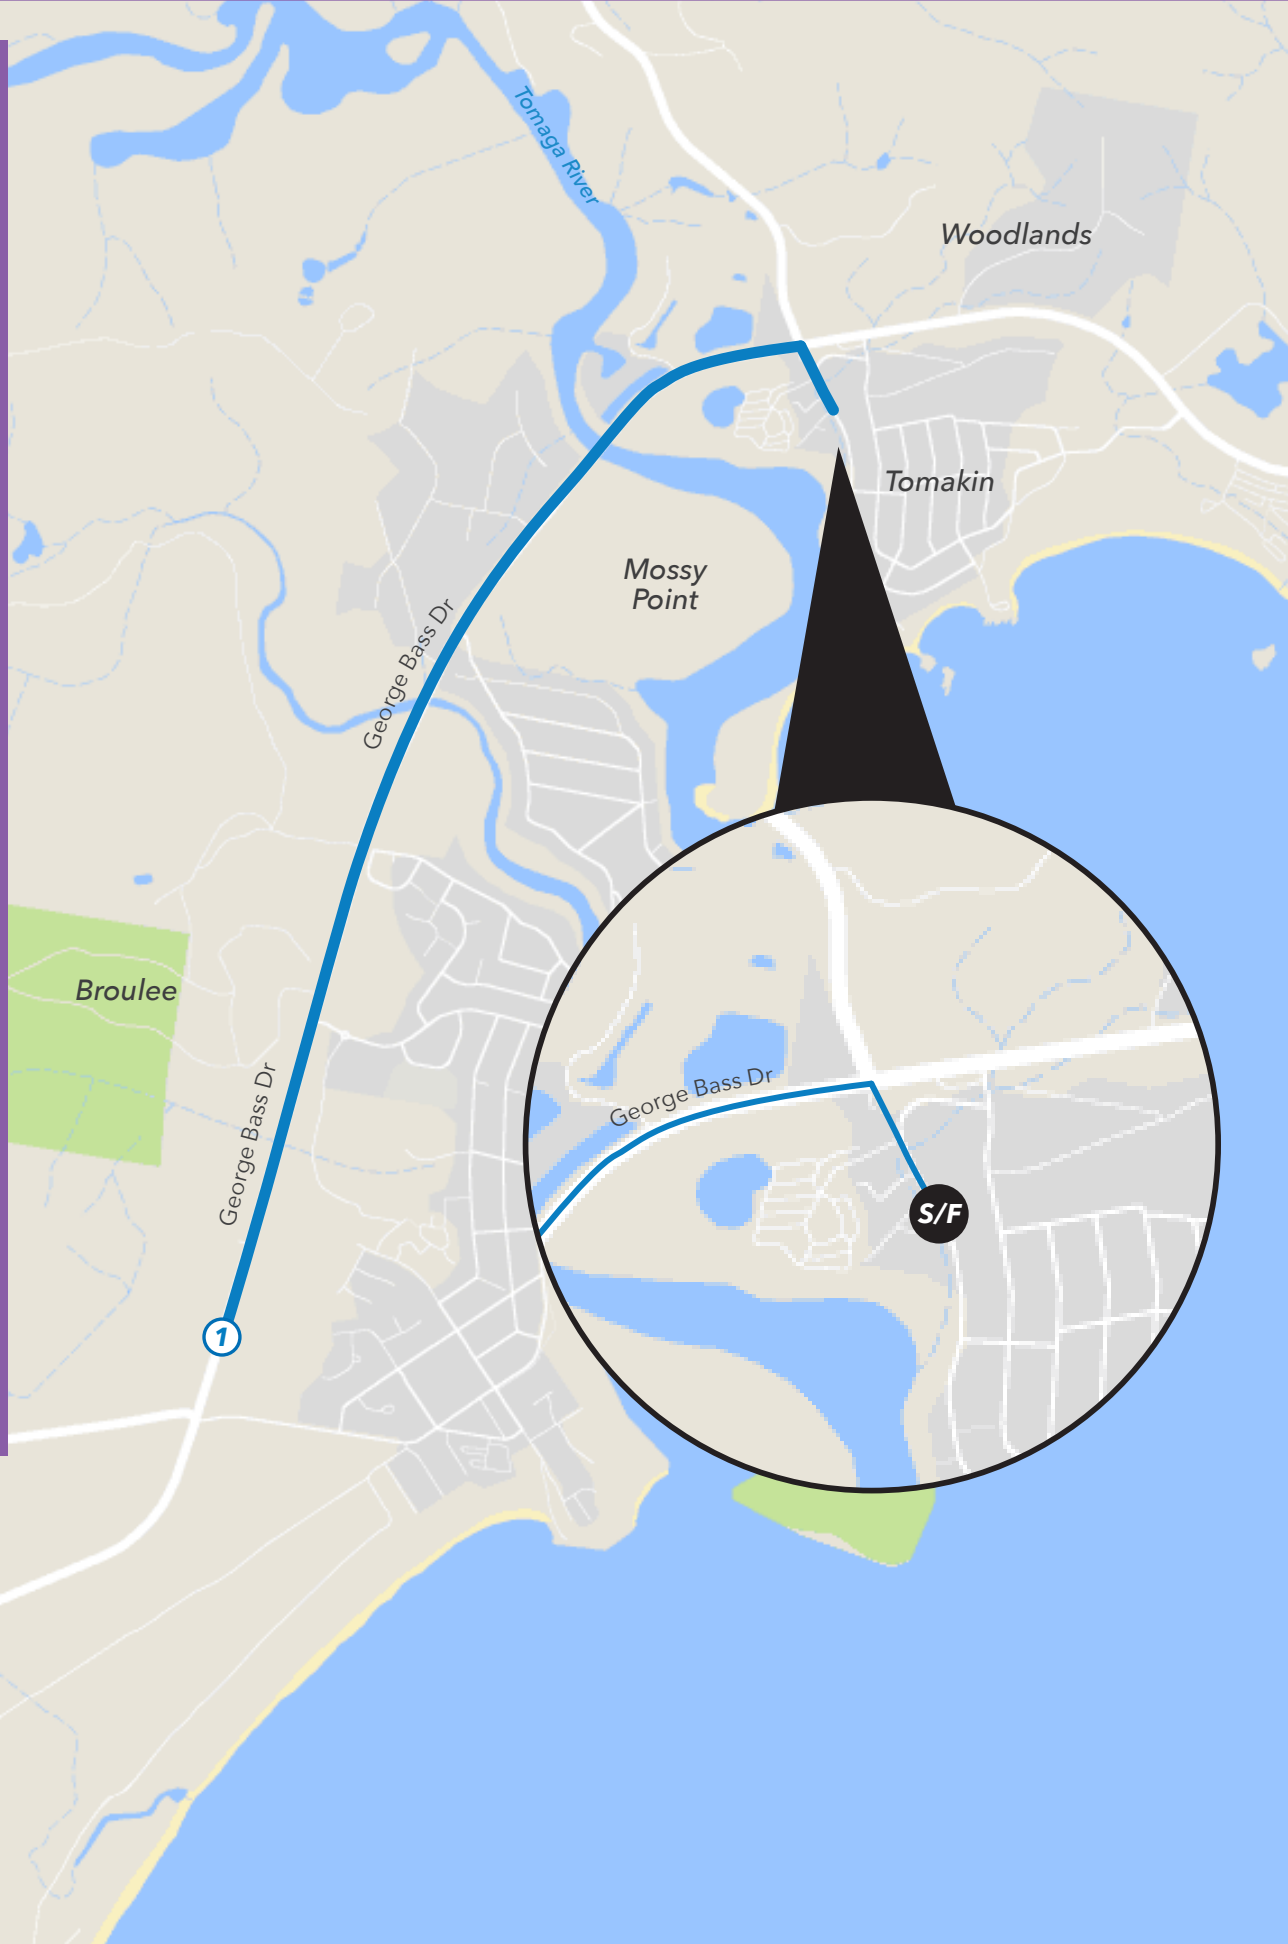 Tomaga River
Woodlands
Tomakin
Mossy
Point
George Bass Dr
Broulee
George Bass Dr
George Bass Dr
S/F
1